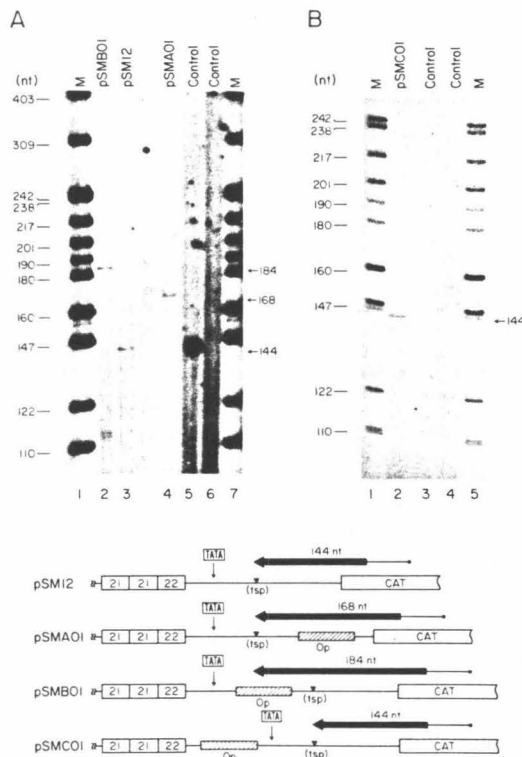 A
(nt)
M
pSMB01
pSM12
pSMA01
Control
Control
M
403
309
242
238
217
201
190
180
160
147
122
110
184
168
144
1 2 3 4 5 6 7
B
(nt)
M
pSMC01
Control
Control
M
242
238
217
201
190
180
160
147
122
110
144
1 2 3 4 5
TATA
144 nt
pSM12
21 21 22
(tsp)
CAT
TATA
168 nt
pSMA01
21 21 22
(tsp)
Op
CAT
TATA
184 nt
pSMB01
21 21 22
Op
(tsp)
CAT
TATA
144 nt
pSMC01
21 21 22
Op
(tsp)
CAT